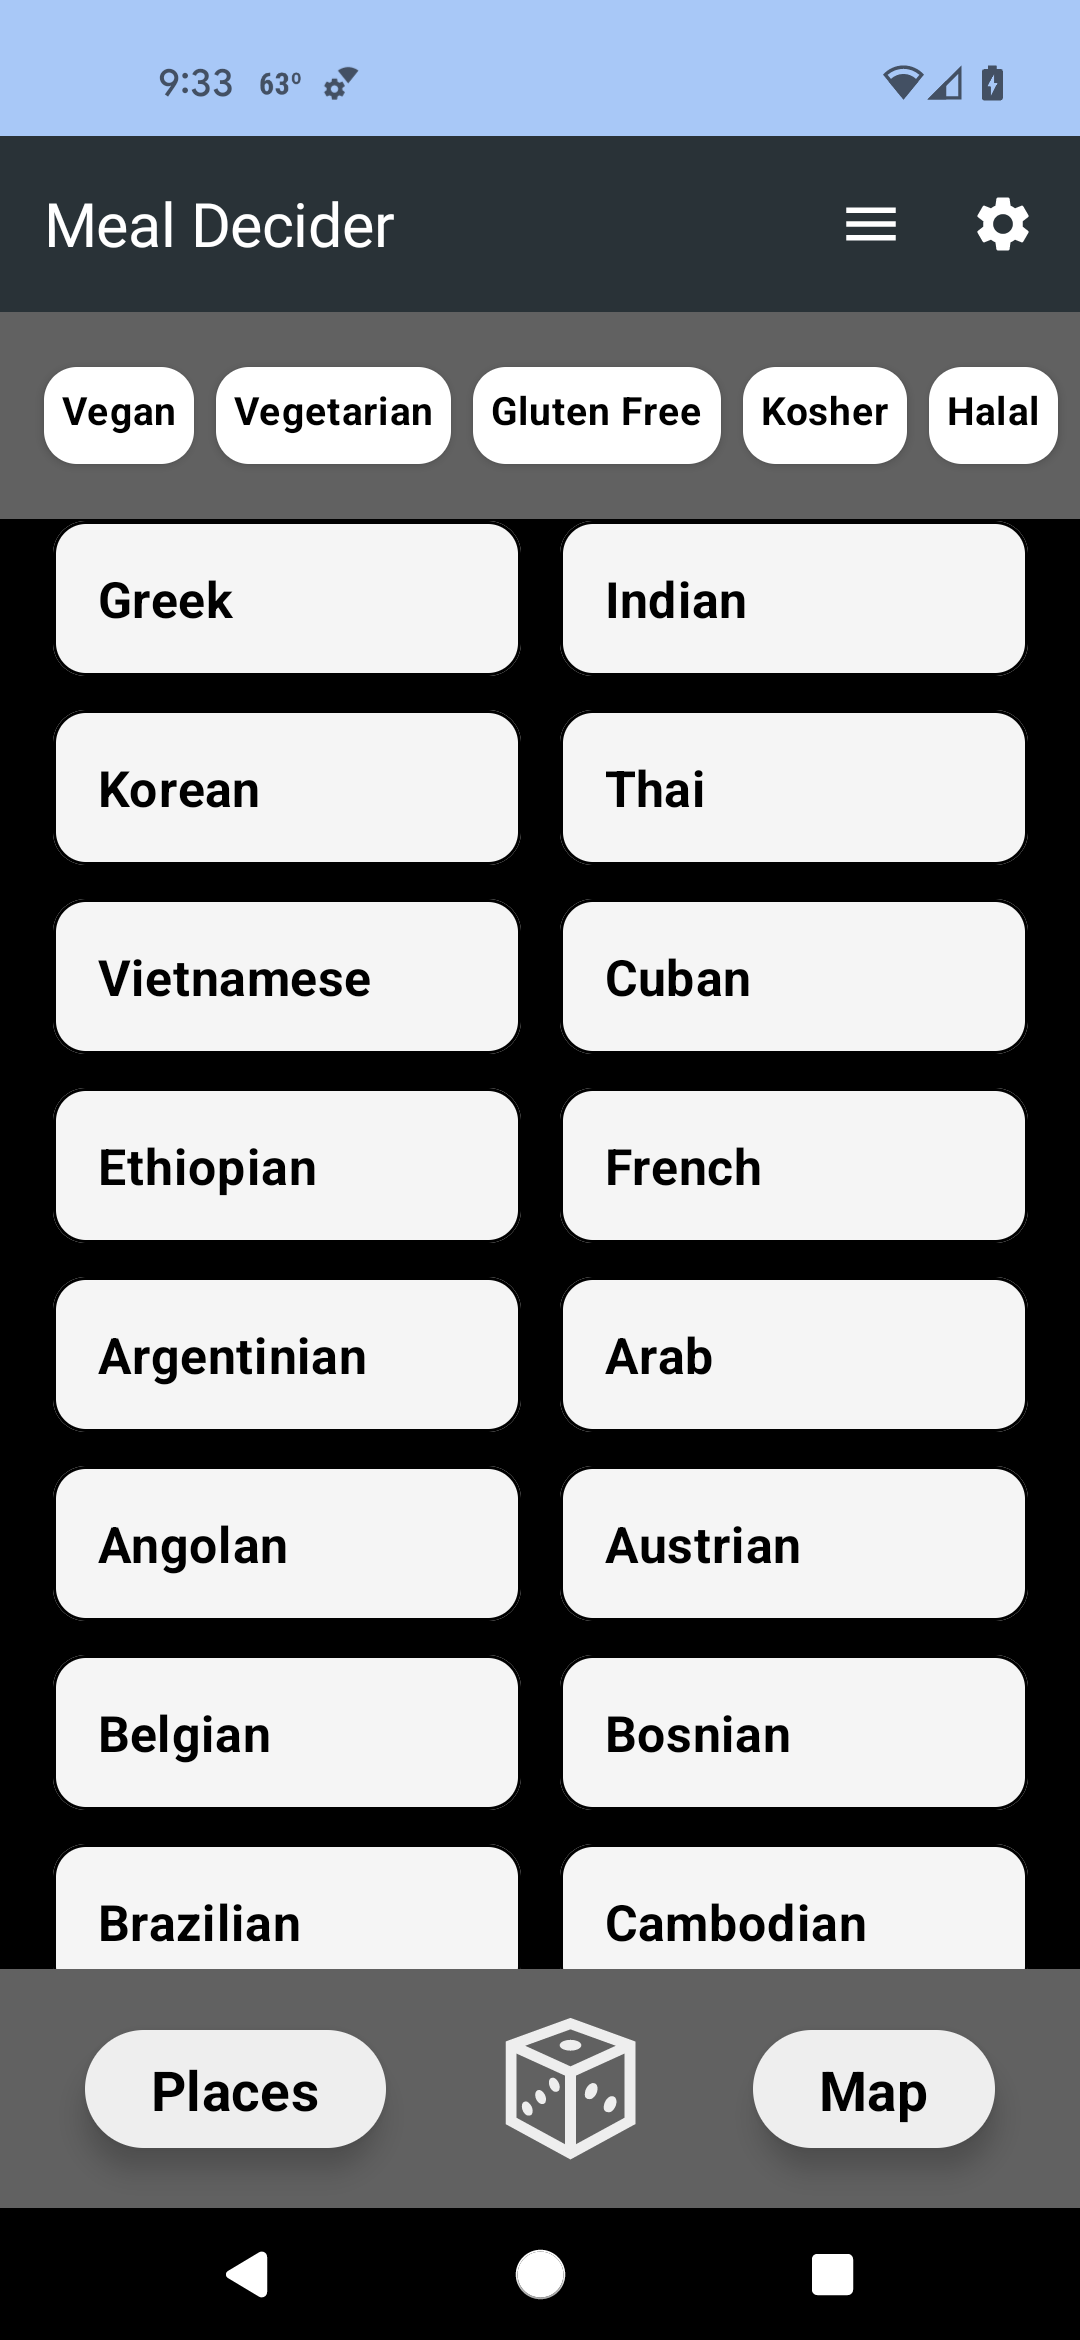 9:33 63°
Meal Decider
Vegan Vegetarian Gluten Free Kosher Halal
Greek Indian
Korean Thai
Vietnamese Cuban
Ethiopian French
Argentinian Arab
Angolan Austrian
Belgian Bosnian
Brazilian Cambodian
Places Map